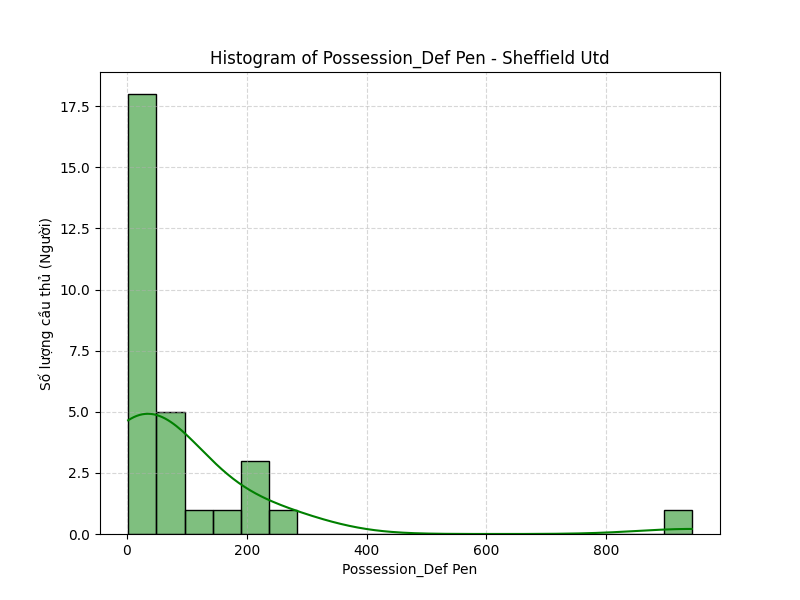 Histogram of Possession_Def Pen - Sheffield Utd
Số lượng cầu thủ (Người)
17.5
15.0
12.5
10.0
7.5
5.0
2.5
0.0
0 200 400 600 800
Possession_Def Pen